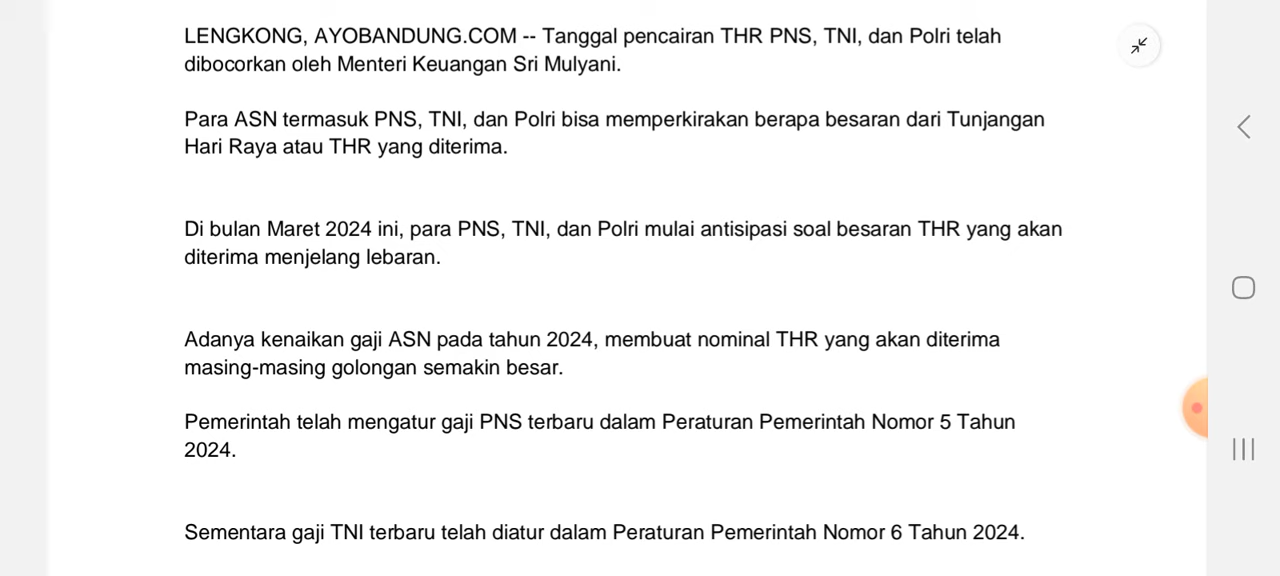 LENGKONG, AYOBANDUNG.COM -- Tanggal pencairan THR PNS, TNI, dan Polri telah
dibocorkan oleh Menteri Keuangan Sri Mulyani.
Para ASN termasuk PNS, TNI, dan Polri bisa memperkirakan berapa besaran dari Tunjangan
Hari Raya atau THR yang diterima.
Di bulan Maret 2024 ini, para PNS, TNI, dan Polri mulai antisipasi soal besaran THR yang akan
diterima menjelang lebaran.
Adanya kenaikan gaji ASN pada tahun 2024, membuat nominal THR yang akan diterima
masing-masing golongan semakin besar.
Pemerintah telah mengatur gaji PNS terbaru dalam Peraturan Pemerintah Nomor 5 Tahun
2024.
Sementara gaji TNI terbaru telah diatur dalam Peraturan Pemerintah Nomor 6 Tahun 2024.